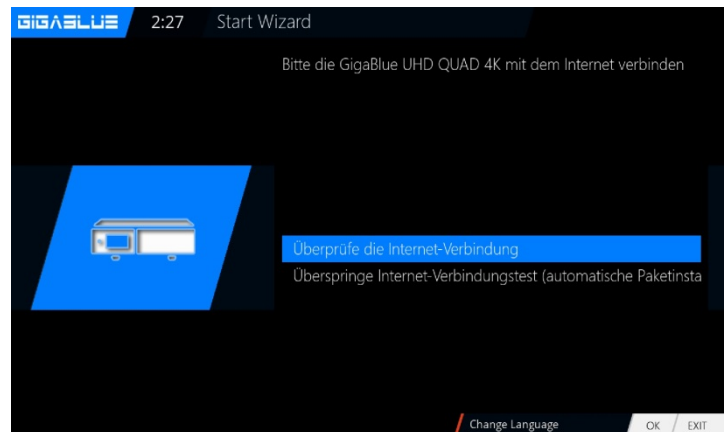 GIGABLUE 2:27 Start Wizard
Bitte die GigaBlue UHD QUAD 4K mit dem Internet verbinden
Überprüfe die Internet-Verbindung
Überspringe Internet-Verbindungstest (automatische Paketinsta
Change Language OK / EXIT